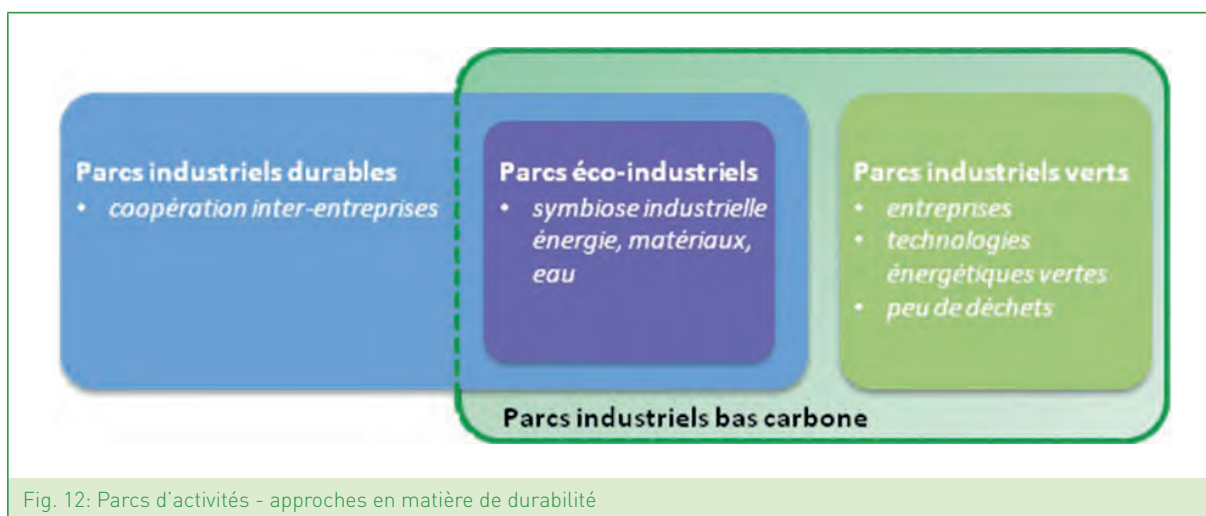 Parcs industriels durables
• coopération inter-entreprises
Parcs éco-industriels
• symbiose industrielle
énergie, matériaux,
eau
Parcs industriels verts
• entreprises
• technologies
énergétiques vertes
• peu de déchets
Parcs industriels bas carbone
Fig. 12: Parcs d'activités - approches en matière de durabilité